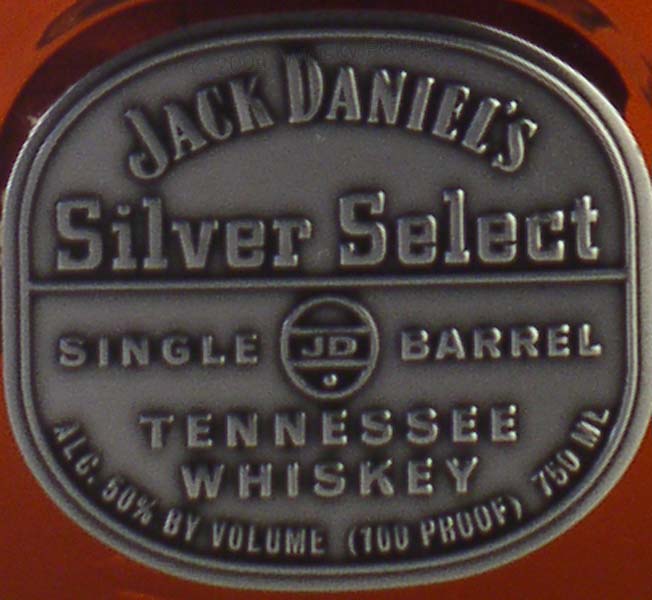 JACK DANIEL'S
Silver Select
SINGLE JD BARREL
TENNESSEE
WHISKEY
ALC. 50% BY VOLUME (100 PROOF) 750 ML